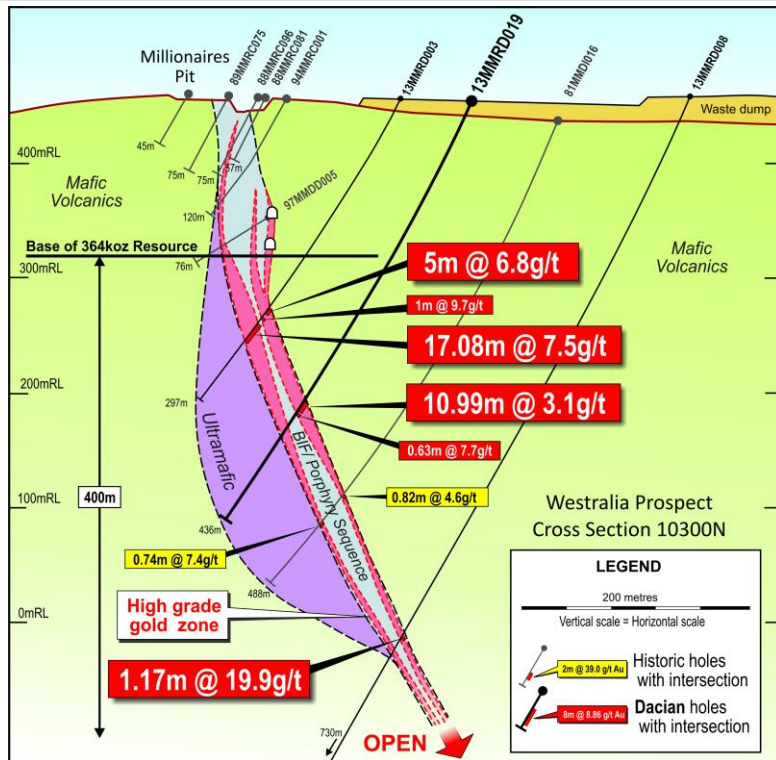 Millionaires
Pit
89MMRC075
88MMRC096
88MMRC081
94MMRC001
13MMRD003
13MMRD019
81MMDI016
13MMRD008
Waste dump
45m
75m
75m
57m
400mRL
Mafic
Volcanics
120m
97MMDD005
Base of 364koz Resource
76m
300mRL
Mafic
Volcanics
5m @ 6.8g/t
1m @ 9.7g/t
17.08m @ 7.5g/t
200mRL
297m
10.99m @ 3.1g/t
Ultramafic
0.63m @ 7.7g/t
BIF/ Porphyry Sequence
400m
100mRL
436m
0.82m @ 4.6g/t
0.74m @ 7.4g/t
488m
High grade
gold zone
0mRL
1.17m @ 19.9g/t
730m
OPEN
Westralia Prospect
Cross Section 10300N
LEGEND
200 metres
Vertical scale = Horizontal scale
2m @ 39.0 g/t Au
Historic holes
with intersection
8m @ 8.86 g/t Au
Dacian holes
with intersection